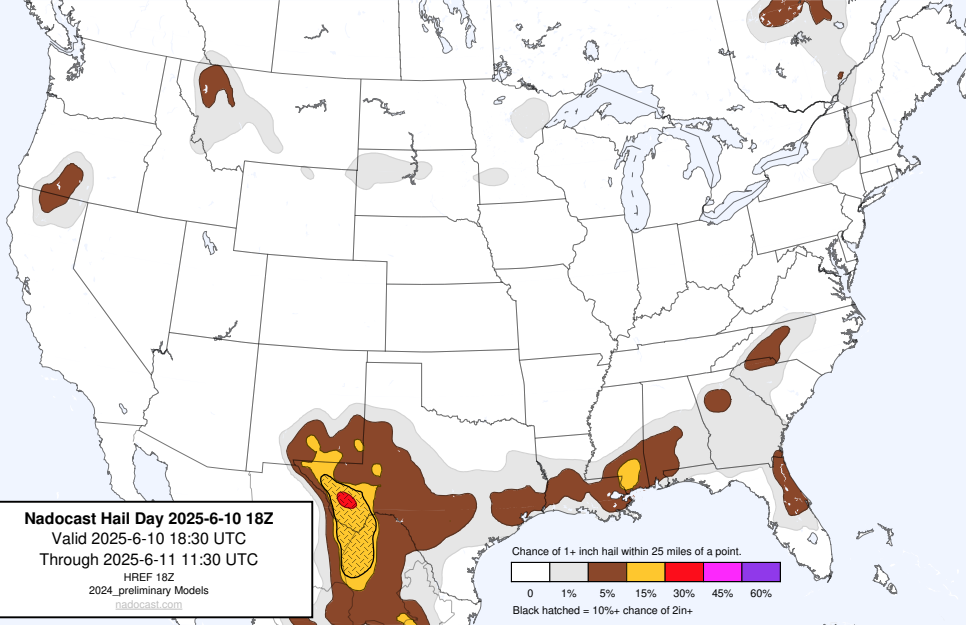 Nadocast Hail Day 2025-6-10 18Z
Valid 2025-6-10 18:30 UTC
Through 2025-6-11 11:30 UTC
HREF 18Z
2024_preliminary Models
nadocast.com
Chance of 1+ inch hail within 25 miles of a point.
0 1% 5% 15% 30% 45% 60%
Black hatched = 10%+ chance of 2in+